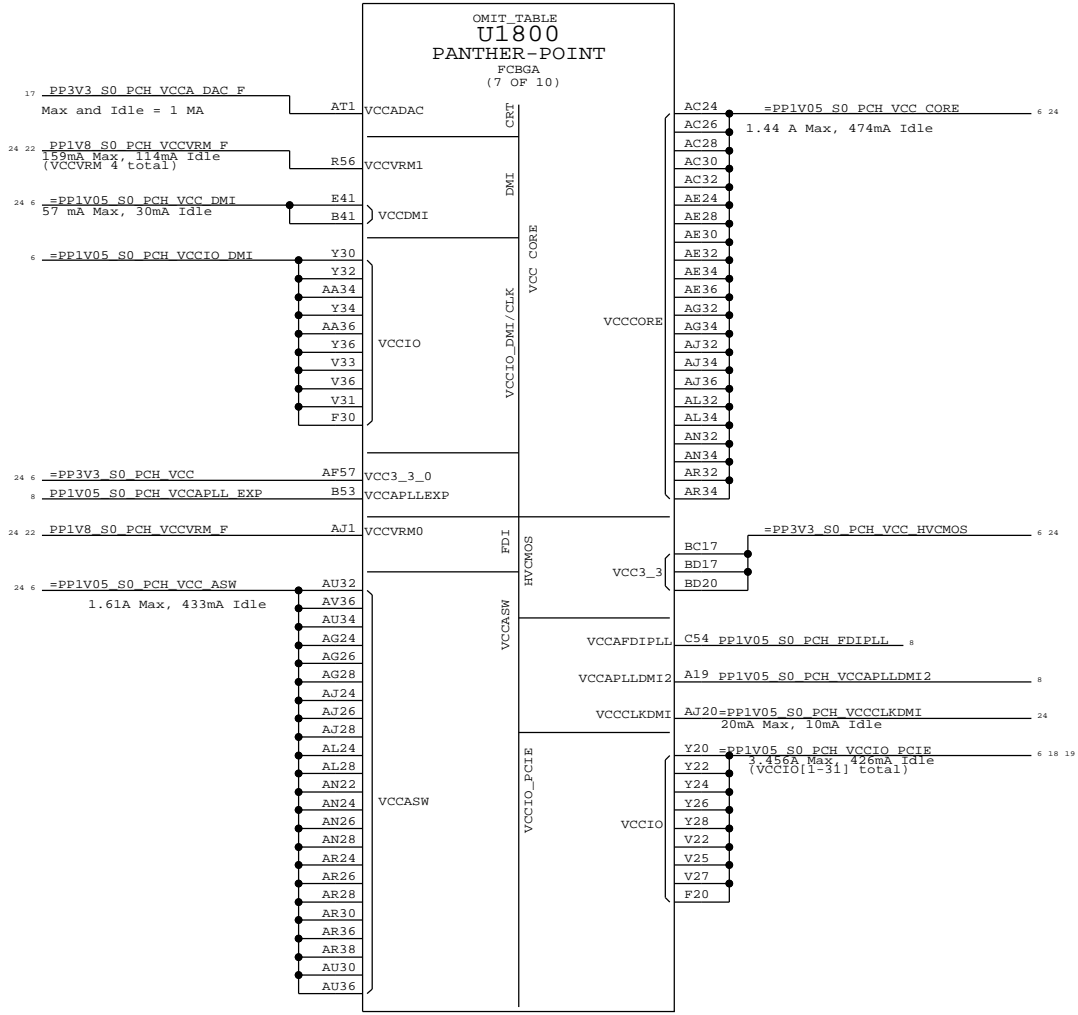 OMIT_TABLE
U1800
PANTHER-POINT
FCBGA
(7 OF 10)
17 PP3V3_S0_PCH_VCCA_DAC_F
Max and Idle = 1 MA
AT1 VCCADAC
24 22 PP1V8_S0_PCH_VCCVRM_F
159mA Max, 114mA Idle
(VCCVRM 4 total)
R56 VCCVRM1
24 6 =PP1V05_S0_PCH_VCC_DMI
57 mA Max, 30mA Idle
E41
B41
VCCDMI
6 =PP1V05_S0_PCH_VCCIO_DMI
Y30
Y32
AA34
Y34
AA36
Y36
V33
V36
V31
F30
VCCIO
24 6 =PP3V3_S0_PCH_VCC
AF57 VCC3_3_0
8 PP1V05_S0_PCH_VCCAPLL_EXP
B53 VCCAPLLEXP
24 22 PP1V8_S0_PCH_VCCVRM_F
AJ1 VCCVRM0
24 6 =PP1V05_S0_PCH_VCC_ASW
1.61A Max, 433mA Idle
AU32
AV36
AU34
AG24
AG26
AG28
AJ24
AJ26
AJ28
AL24
AL28
AN22
AN24
AN26
AN28
AR24
AR26
AR28
AR30
AR36
AR38
AU30
AU36
VCCASW
CRT
DMI
VCCIO_DMI/CLK
VCC CORE
FDI
HVCMOS
VCCASW
VCCIO_PCIE
VCCCORE
AC24
AC26
AC28
AC30
AC32
AE24
AE28
AE30
AE32
AE34
AE36
AG32
AG34
AJ32
AJ34
AJ36
AL32
AL34
AN32
AN34
AR32
AR34
=PP1V05_S0_PCH_VCC_CORE 6 24
1.44 A Max, 474mA Idle
VCC3_3
BC17
BD17
BD20
=PP3V3_S0_PCH_VCC_HVCMOS 6 24
VCCAFDIPLL C54 PP1V05_S0_PCH_FDIPLL 8
VCCAPLLDMI2 A19 PP1V05_S0_PCH_VCCAPLLDMI2 8
VCCCLKDMI AJ20 =PP1V05_S0_PCH_VCCCLKDMI 24
20mA Max, 10mA Idle
VCCIO
Y20
Y22
Y24
Y26
Y28
V22
V25
V27
F20
=PP1V05_S0_PCH_VCCIO_PCIE 6 18 19
3.456A Max, 426mA Idle
(VCCIO[1-31] total)